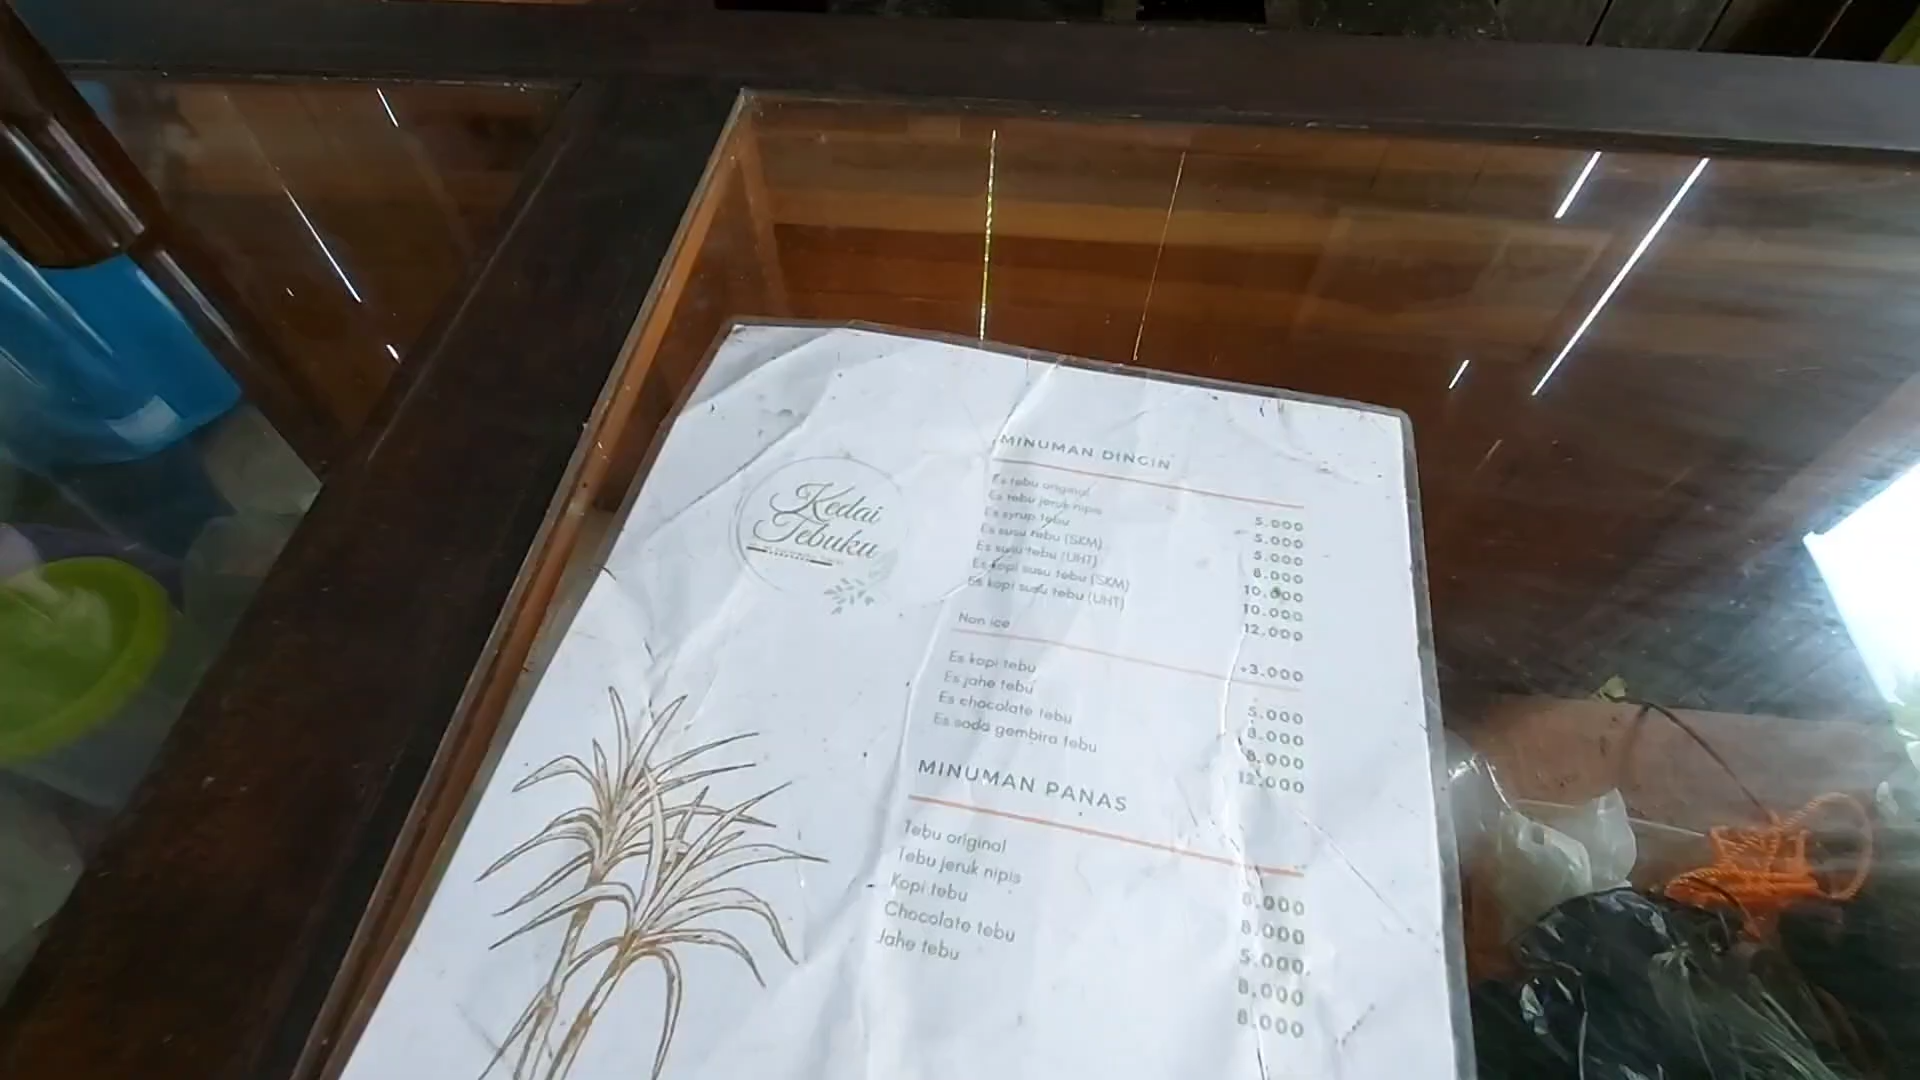 Kedai
Tebuku
MINUMAN DINGIN
Es tebu original 5.000
Es tebu jeruk nipis 5.000
Es syrup tebu 5.000
Es susu tebu (SKM) 8.000
Es susu tebu (UHT) 10.000
Es kopi susu tebu (SKM) 10.000
Es kopi susu tebu (UHT) 12.000
Non ice +3.000
Es kopi tebu 5.000
Es jahe tebu 8.000
Es chocolate tebu 8.000
Es soda gembira tebu 12.000
MINUMAN PANAS
Tebu original 8.000
Tebu jeruk nipis 8.000
Kopi tebu 5.000
Chocolate tebu 8.000
Jahe tebu 8.000